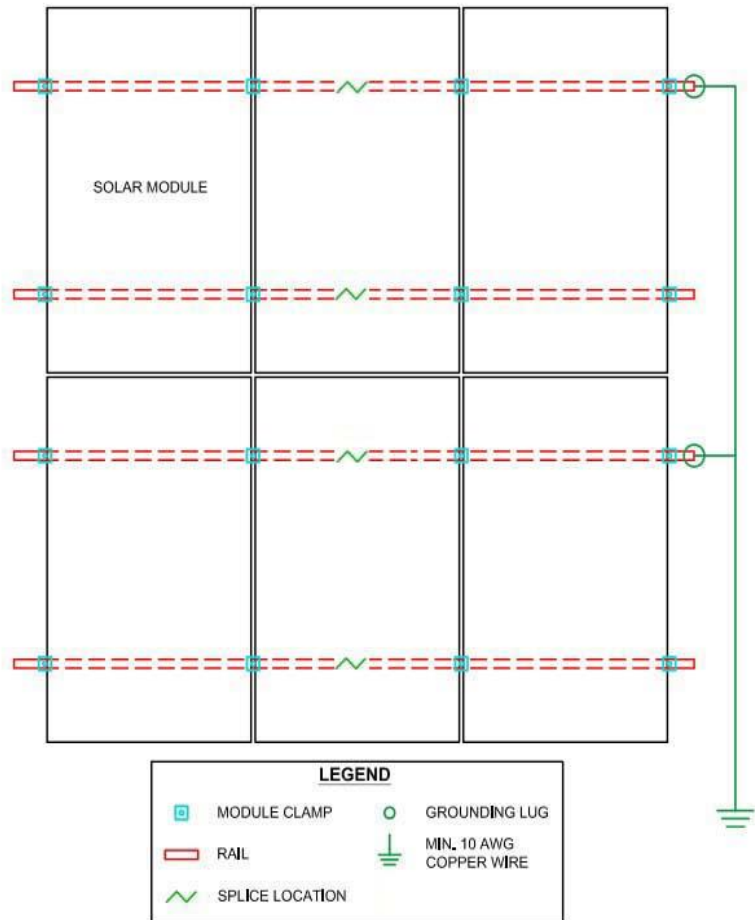 SOLAR MODULE
LEGEND
MODULE CLAMP
GROUNDING LUG
RAIL
MIN. 10 AWG
COPPER WIRE
SPLICE LOCATION